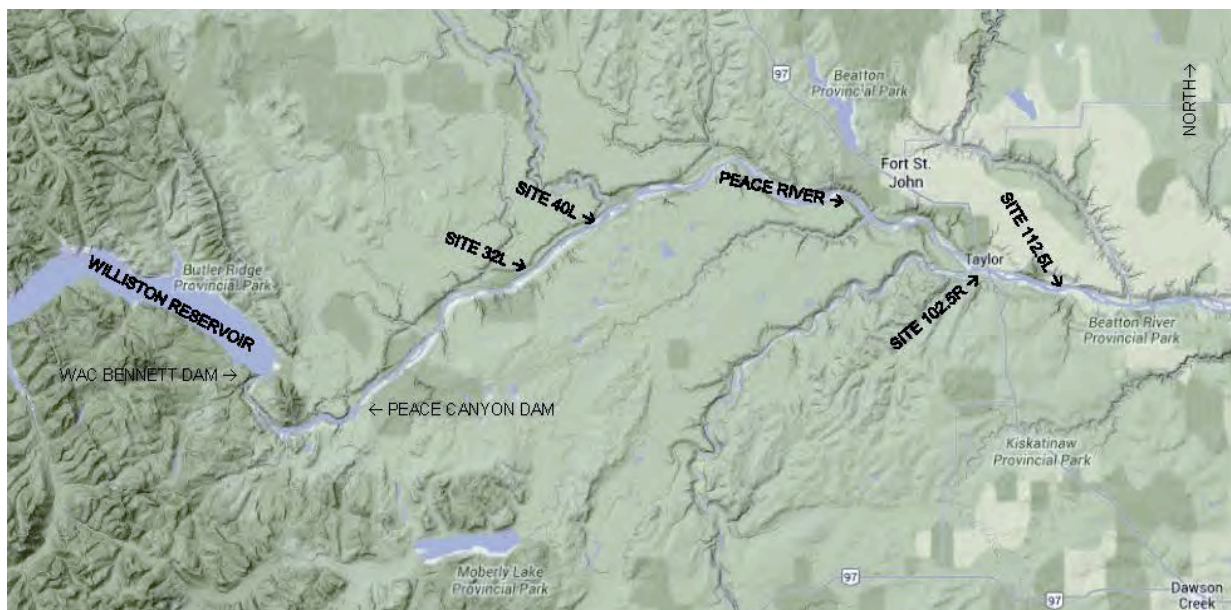 97
Beatton
Provincial Park
NORTH→
Fort St.
John
SITE 40L →
PEACE RIVER →
SITE 32L →
SITE 112.5L →
Butler Ridge
Provincial Park
WILLISTON RESERVOIR
Taylor
SITE 102.5R →
Beatton River
Provincial Park
WAC BENNETT DAM →
← PEACE CANYON DAM
Kiskatinaw
Provincial Park
Moberly Lake
Provincial Park
97
97
Dawson
Creek